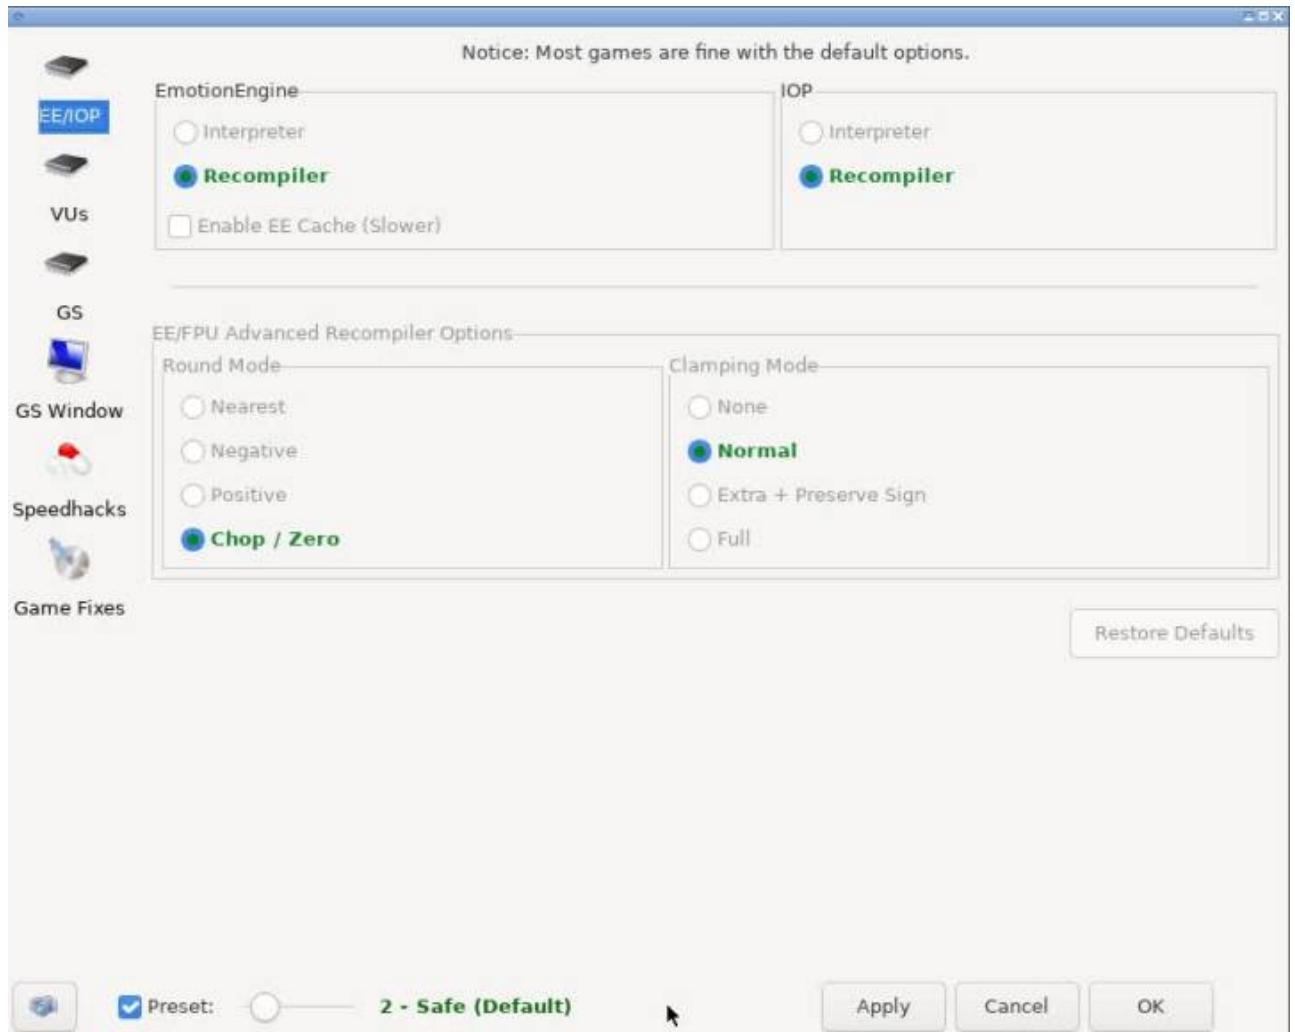 Notice: Most games are fine with the default options.
EE/IOP
VUs
GS
GS Window
Speedhacks
Game Fixes
EmotionEngine
Interpreter
Recompiler
Enable EE Cache (Slower)
IOP
Interpreter
Recompiler
EE/FPU Advanced Recompiler Options
Round Mode
Nearest
Negative
Positive
Chop / Zero
Clamping Mode
None
Normal
Extra + Preserve Sign
Full
Restore Defaults
Preset:
2 - Safe (Default)
Apply
Cancel
OK